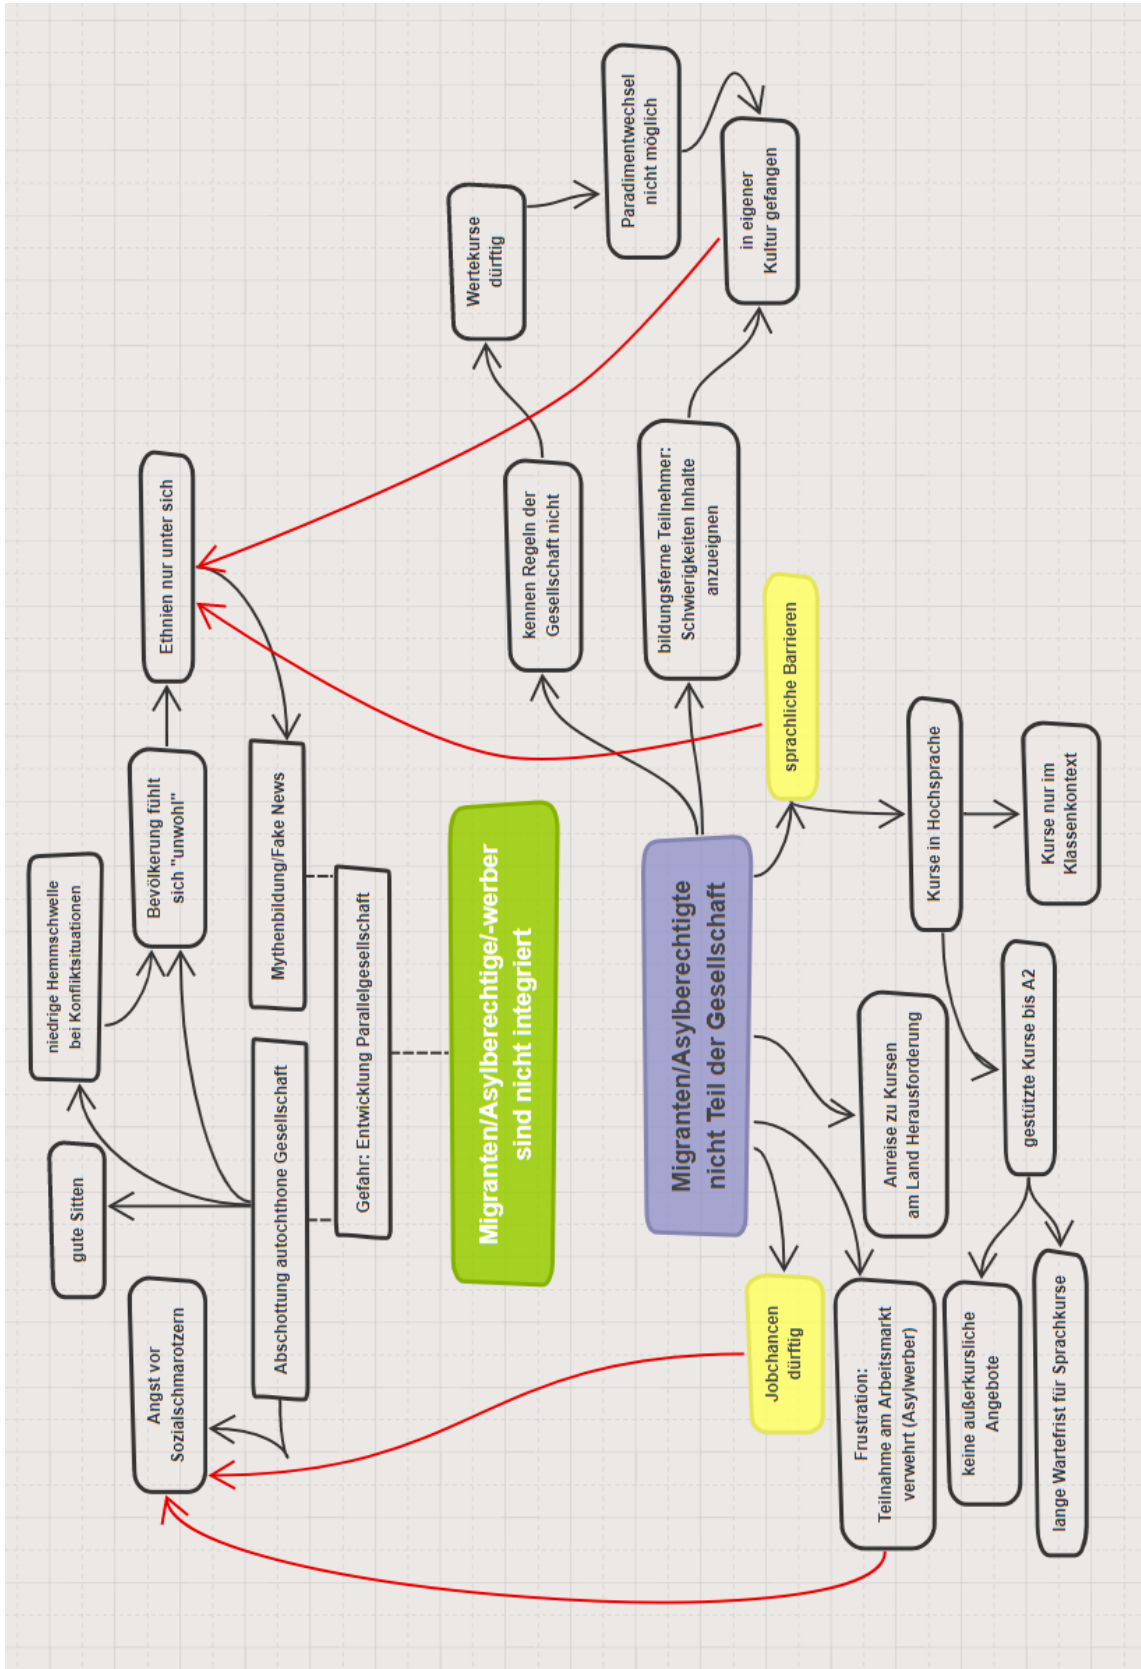 Angst vor
Sozialschmarotzern
gute Sitten
niedrige Hemmschwelle
bei Konfliktsituationen
Bevölkerung fühlt
sich "unwohl"
Ethnien nur unter sich
Abschottung autochthone Gesellschaft
Mythenbildung/Fake News
Gefahr: Entwicklung Parallelgesellschaft
Migranten/Asylberechtige/-werber
sind nicht integriert
Wertekurse
dürftig
kennen Regeln der
Gesellschaft nicht
Paradimentwechsel
nicht möglich
Migranten/Asylberechtigte
nicht Teil der Gesellschaft
bildungsferne Teilnehmer:
Schwierigkeiten Inhalte
anzueignen
in eigener
Kultur gefangen
Jobchancen
dürftig
sprachliche Barrieren
Frustration:
Teilnahme am Arbeitsmarkt
verwehrt (Asylwerber)
Anreise zu Kursen
am Land Herausforderung
Kurse in Hochsprache
keine außerkursliche
Angebote
gestützte Kurse bis A2
Kurse nur im
Klassenkontext
lange Wartefrist für Sprachkurse